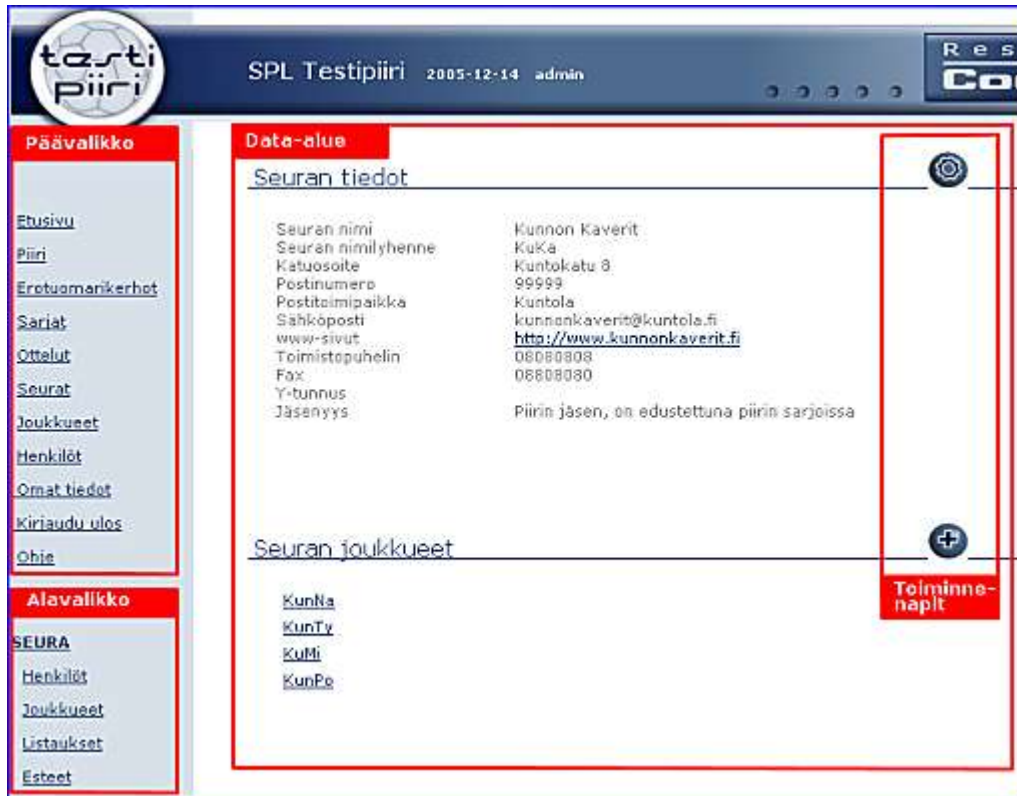 tasti
piiri
SPL Testipiiri 2005-12-14 admin
Res
Co
Päävalikko
Etusivu
Piiri
Erotuomarikerhot
Sarjat
Ottelut
Seurat
Joukkueet
Henkilöt
Omat tiedot
Kirjaudu ulos
Ohje
Alavalikko
SEURA
Henkilöt
Joukkueet
Listaukset
Esteet
Data-alue
Seuran tiedot
Seuran nimi Kunnon Kaverit
Seuran nimilyhenne KuKa
Katuosoite Kuntokatu 8
Postinumero 99999
Postitoimipaikka Kuntola
Sähköposti kunnonkaverit@kuntola.fi
www-sivut http://www.kunnonkaverit.fi
Toimistopuhelin 08080808
Fax 08808080
Y-tunnus
Jäsenyys Piirin jäsen, on edustettuna piirin sarjoissa
Seuran joukkueet
KunNa
KunTy
KuMi
KunPo
Toiminne-
napit